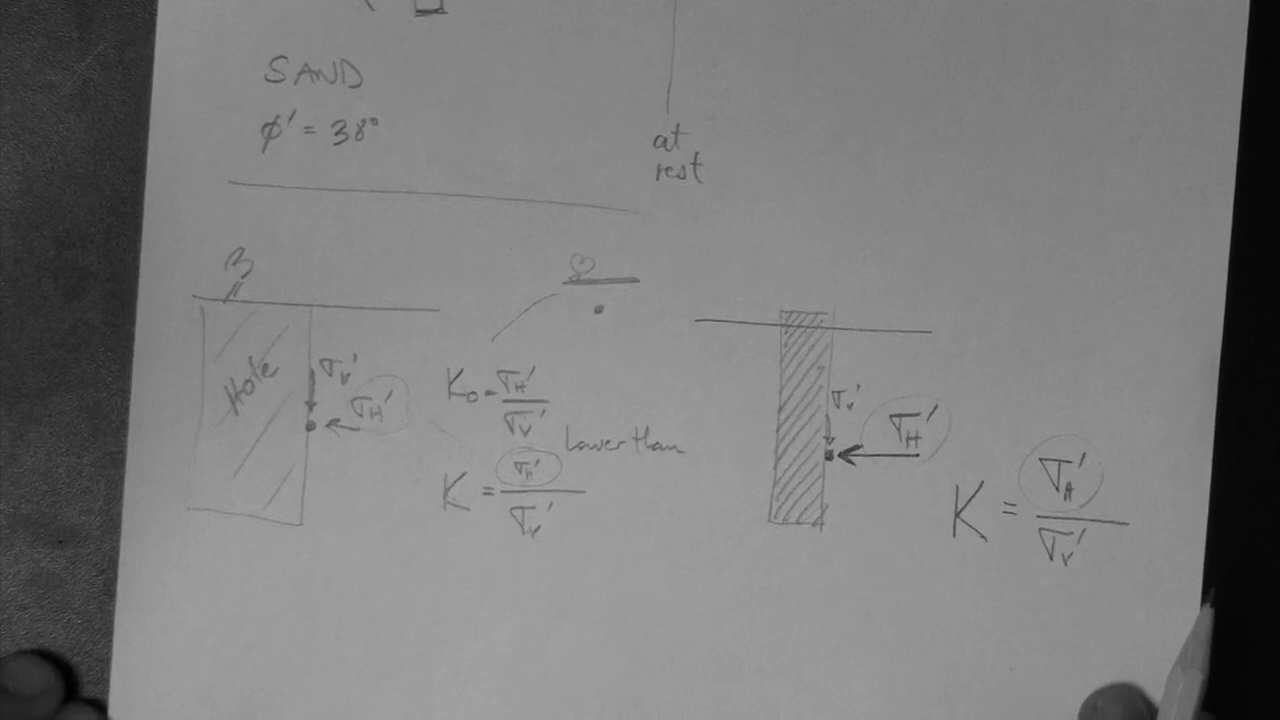 SAND
ϕ' = 38°
at
rest
Hole
σv'
σH'
K0 = σH' / σv'
Lower than
K = σH' / σv'
σv'
σH'
K = σH' / σv'